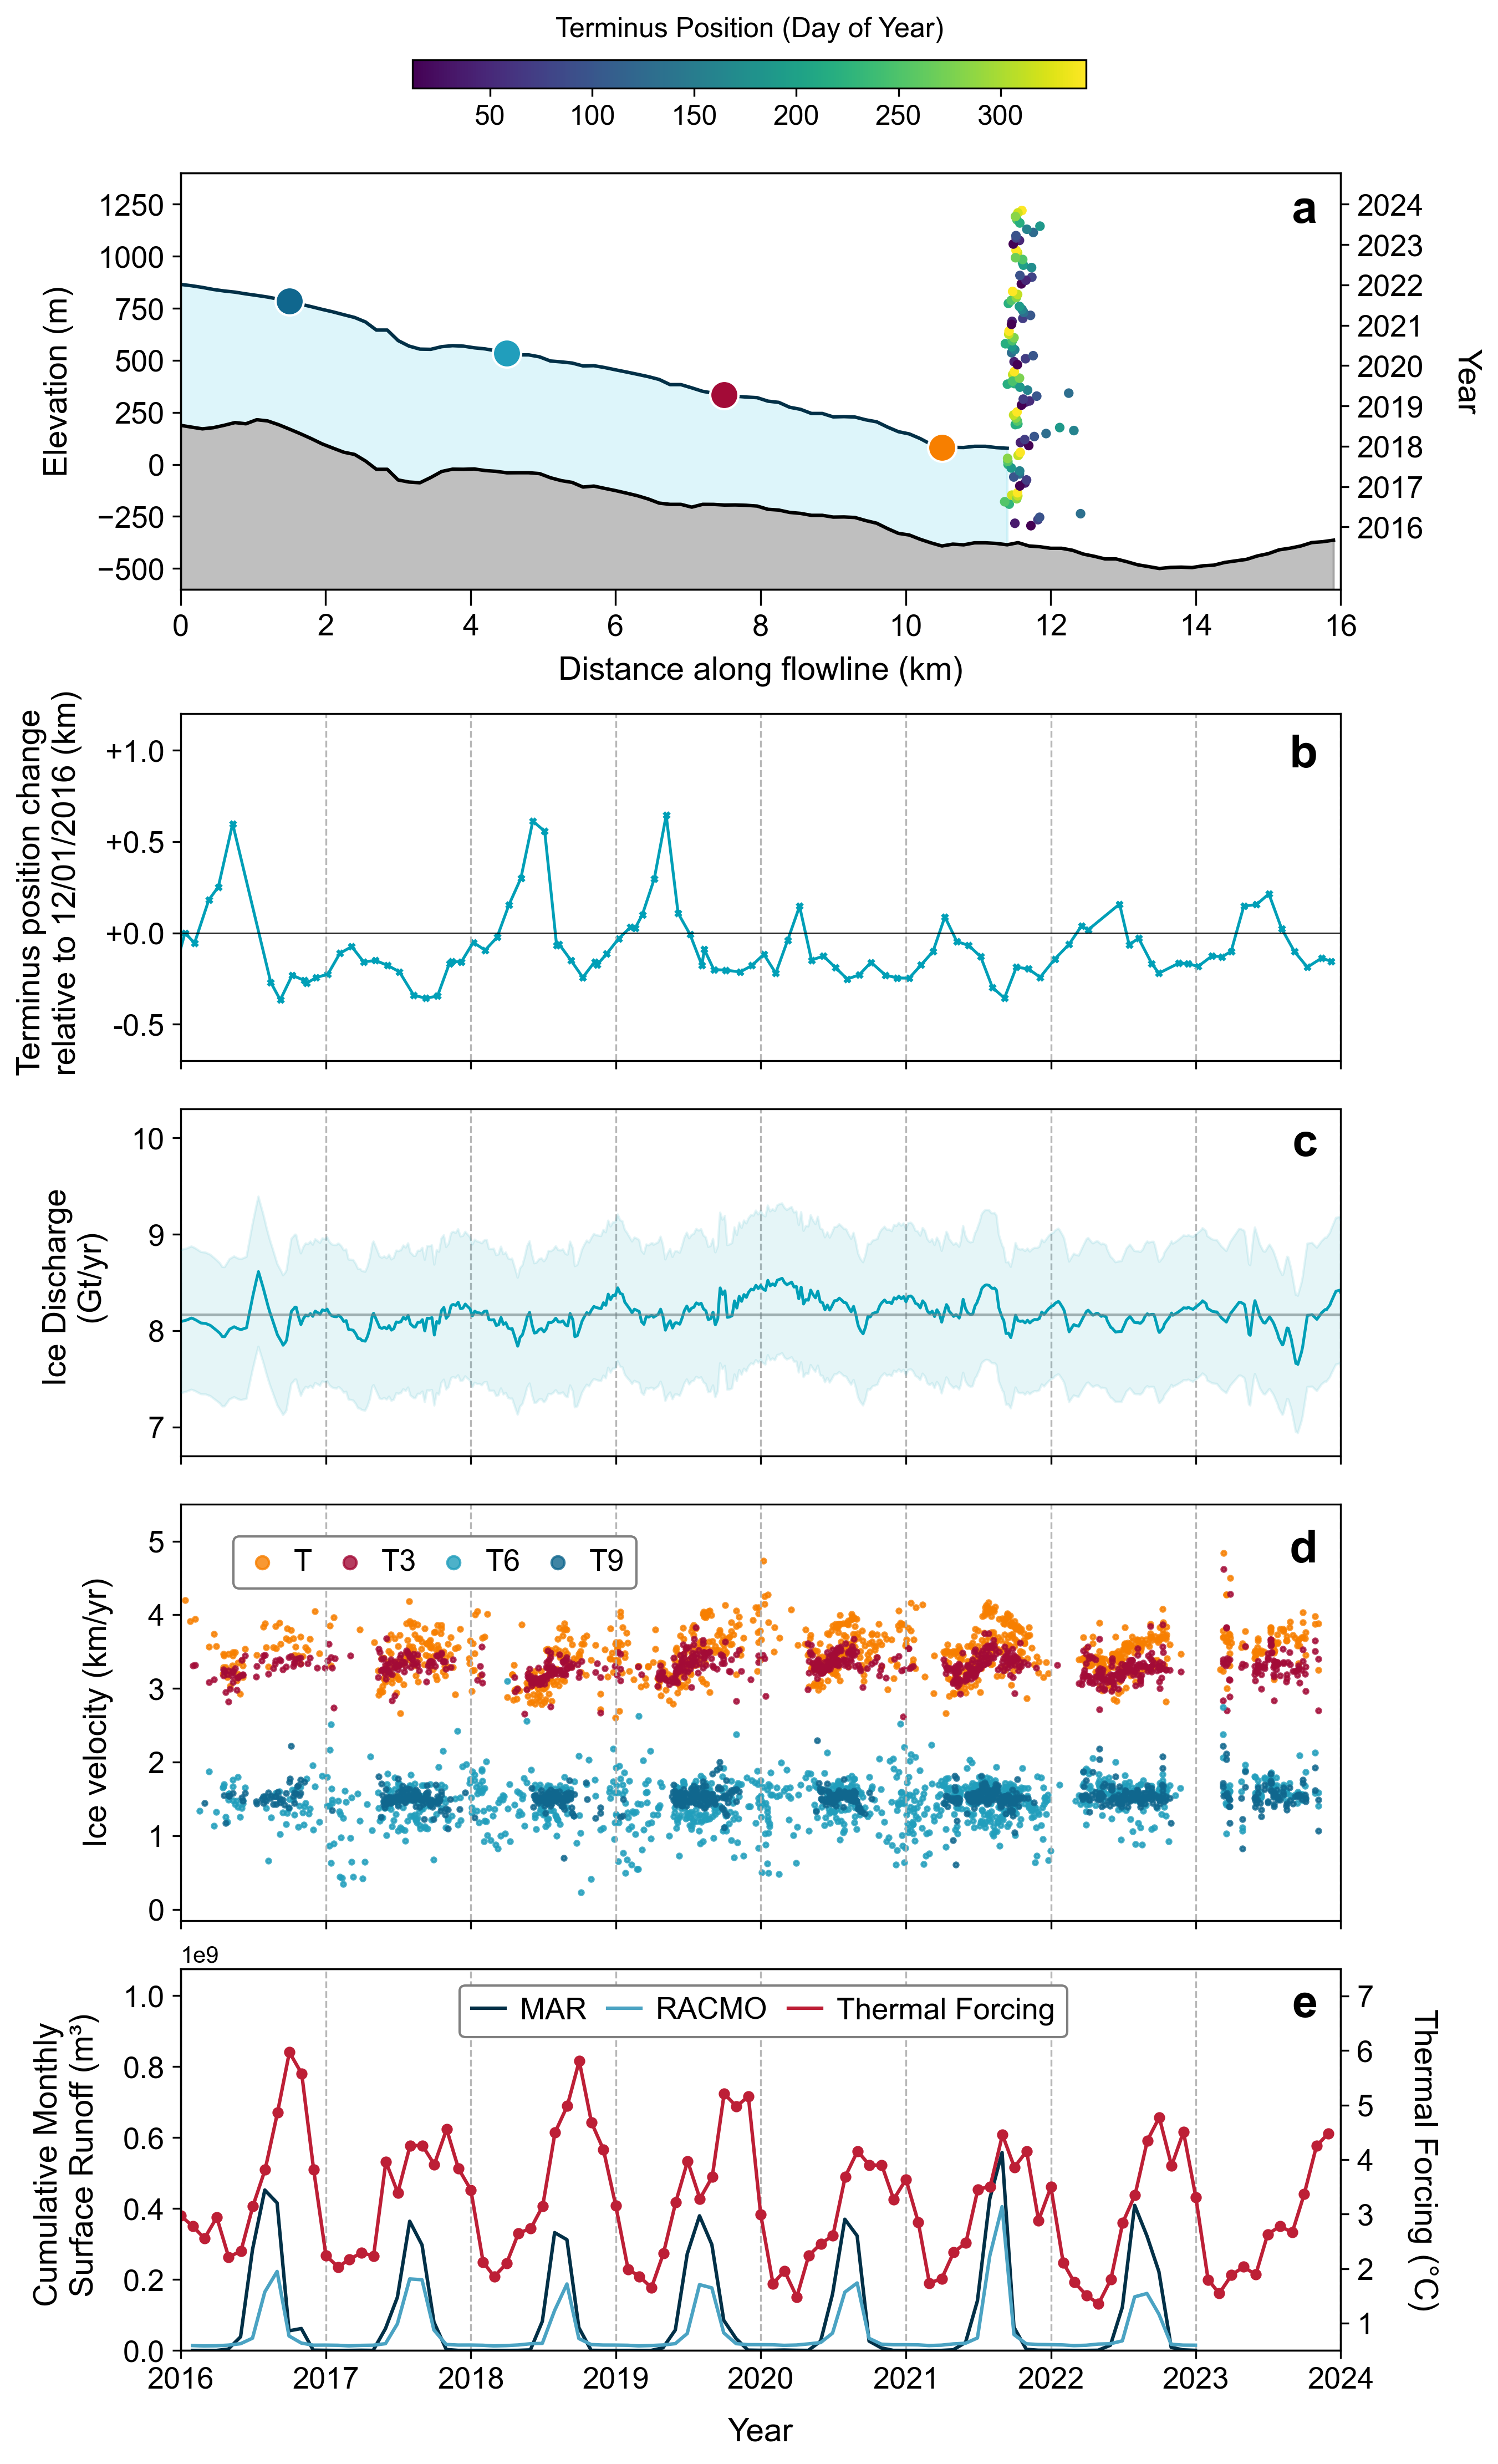 Terminus Position (Day of Year)
50 100 150 200 250 300
a
1250
1000
750
500
250
0
−250
−500
Elevation (m)
2024
2023
2022
2021
2020
2019
2018
2017
2016
Year
0 2 4 6 8 10 12 14 16
Distance along flowline (km)
b
+1.0
+0.5
+0.0
-0.5
Terminus position change
relative to 12/01/2016 (km)
c
10
9
8
7
Ice Discharge
(Gt/yr)
d
T T3 T6 T9
5
4
3
2
1
0
Ice velocity (km/yr)
1e9
MAR RACMO Thermal Forcing
e
1.0
0.8
0.6
0.4
0.2
0.0
Cumulative Monthly
Surface Runoff (m³)
7
6
5
4
3
2
1
Thermal Forcing (°C)
2016 2017 2018 2019 2020 2021 2022 2023 2024
Year